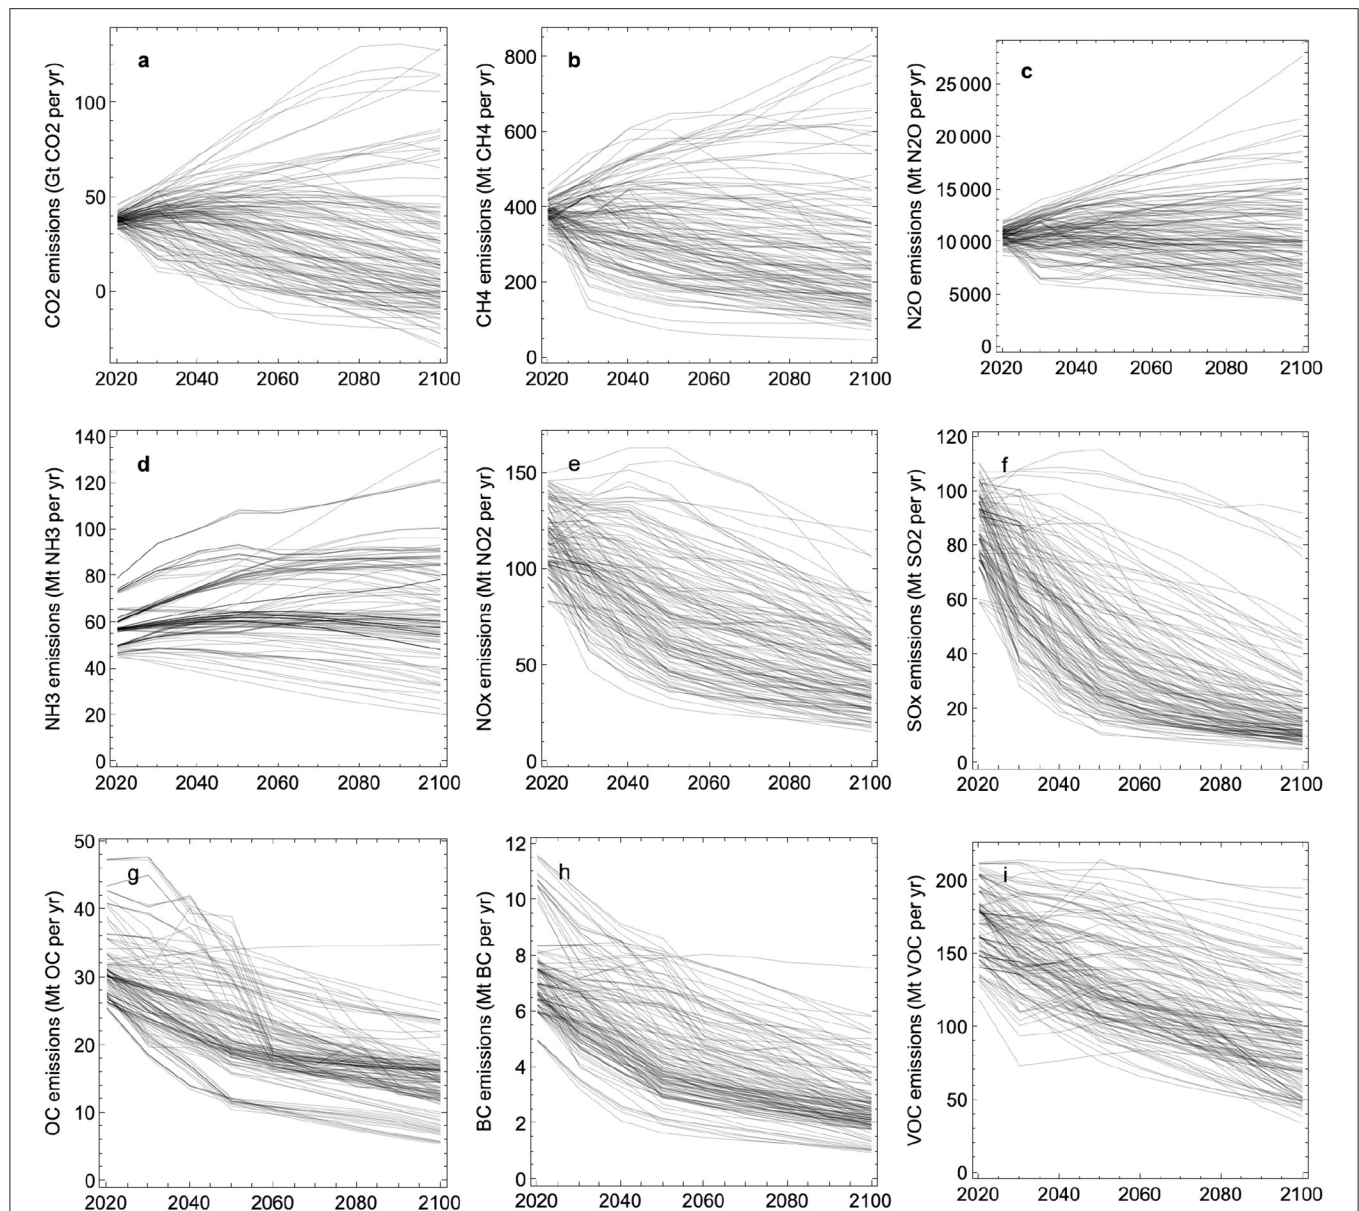 a
CO2 emissions (Gt CO2 per yr)
100
50
0
2020 2040 2060 2080 2100
b
CH4 emissions (Mt CH4 per yr)
800
600
400
200
0
2020 2040 2060 2080 2100
c
N2O emissions (Mt N2O per yr)
25 000
20 000
15 000
10 000
5000
0
2020 2040 2060 2080 2100
d
NH3 emissions (Mt NH3 per yr)
140
120
100
80
60
40
20
0
2020 2040 2060 2080 2100
e
NOx emissions (Mt NO2 per yr)
150
100
50
0
2020 2040 2060 2080 2100
f
SOx emissions (Mt SO2 per yr)
120
100
80
60
40
20
0
2020 2040 2060 2080 2100
g
OC emissions (Mt OC per yr)
50
40
30
20
10
0
2020 2040 2060 2080 2100
h
BC emissions (Mt BC per yr)
12
10
8
6
4
2
0
2020 2040 2060 2080 2100
i
VOC emissions (Mt VOC per yr)
200
150
100
50
0
2020 2040 2060 2080 2100